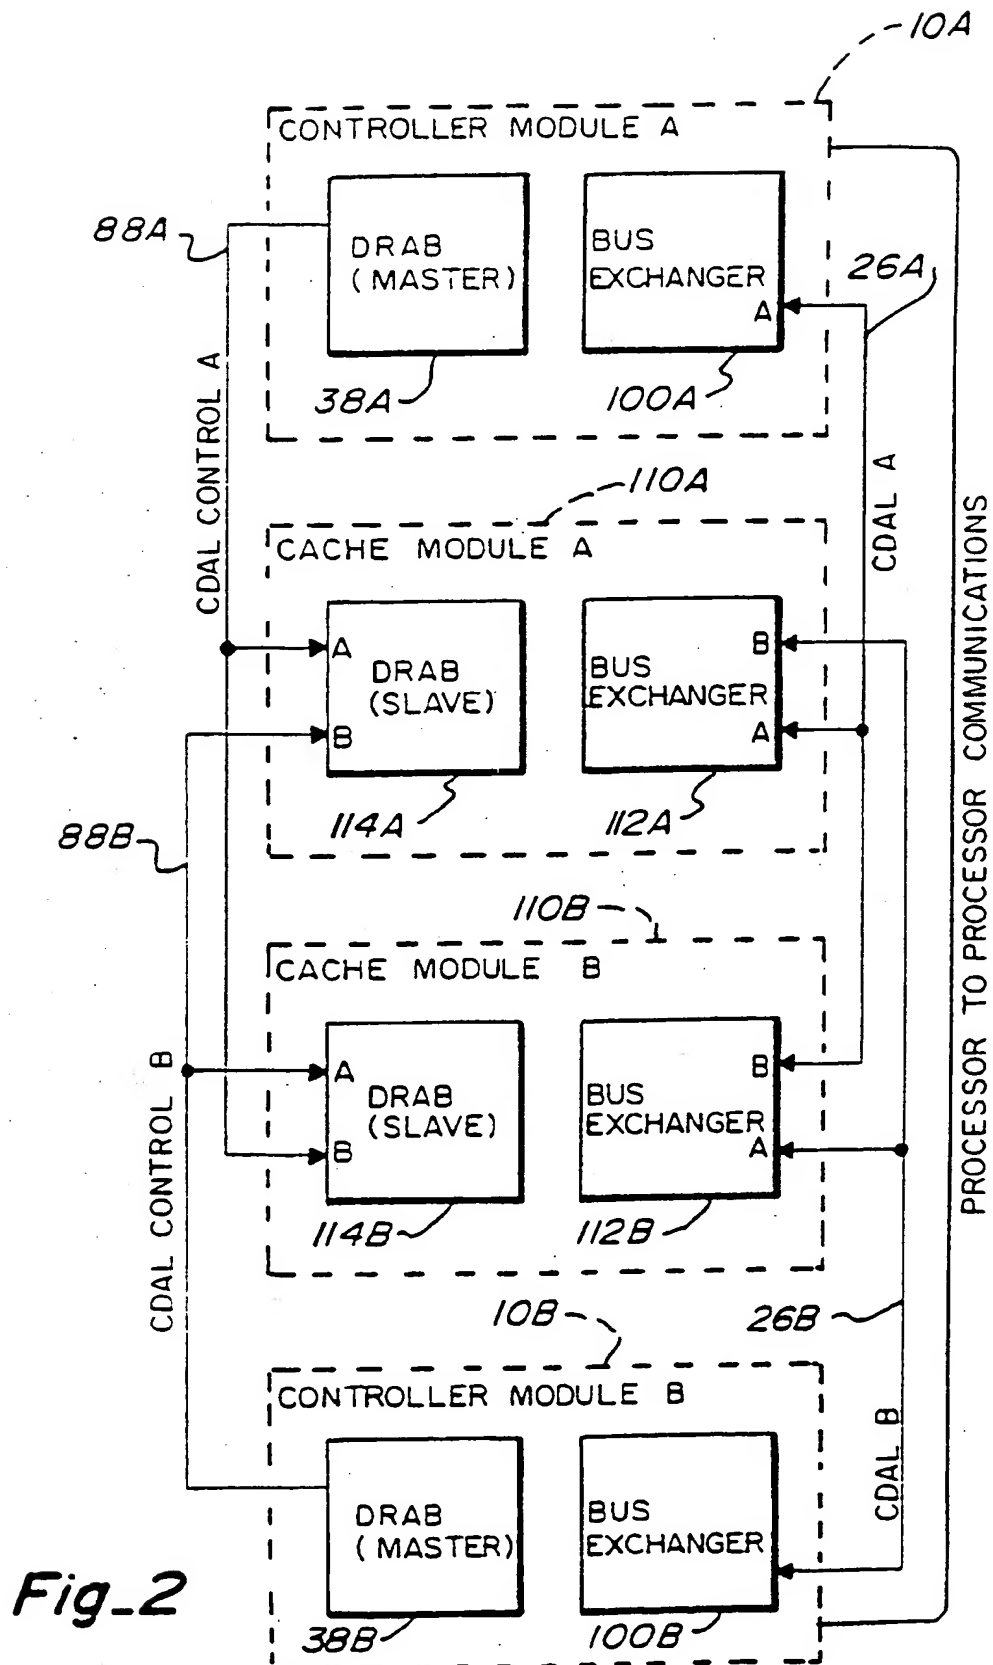 10A
CONTROLLER MODULE A
88A
DRAB
(MASTER)
BUS
EXCHANGER
A
26A
38A
100A
CDAL CONTROL A
CDAL A
110A
CACHE MODULE A
PROCESSOR TO PROCESSOR COMMUNICATIONS
A
DRAB
(SLAVE)
B
BUS
EXCHANGER
B
A
114A
112A
88B
110B
CACHE MODULE B
A
DRAB
(SLAVE)
B
BUS
EXCHANGER
B
A
114B
112B
CDAL CONTROL B
10B
26B
CONTROLLER MODULE B
CDAL B
DRAB
(MASTER)
BUS
EXCHANGER
38B
100B
Fig_2